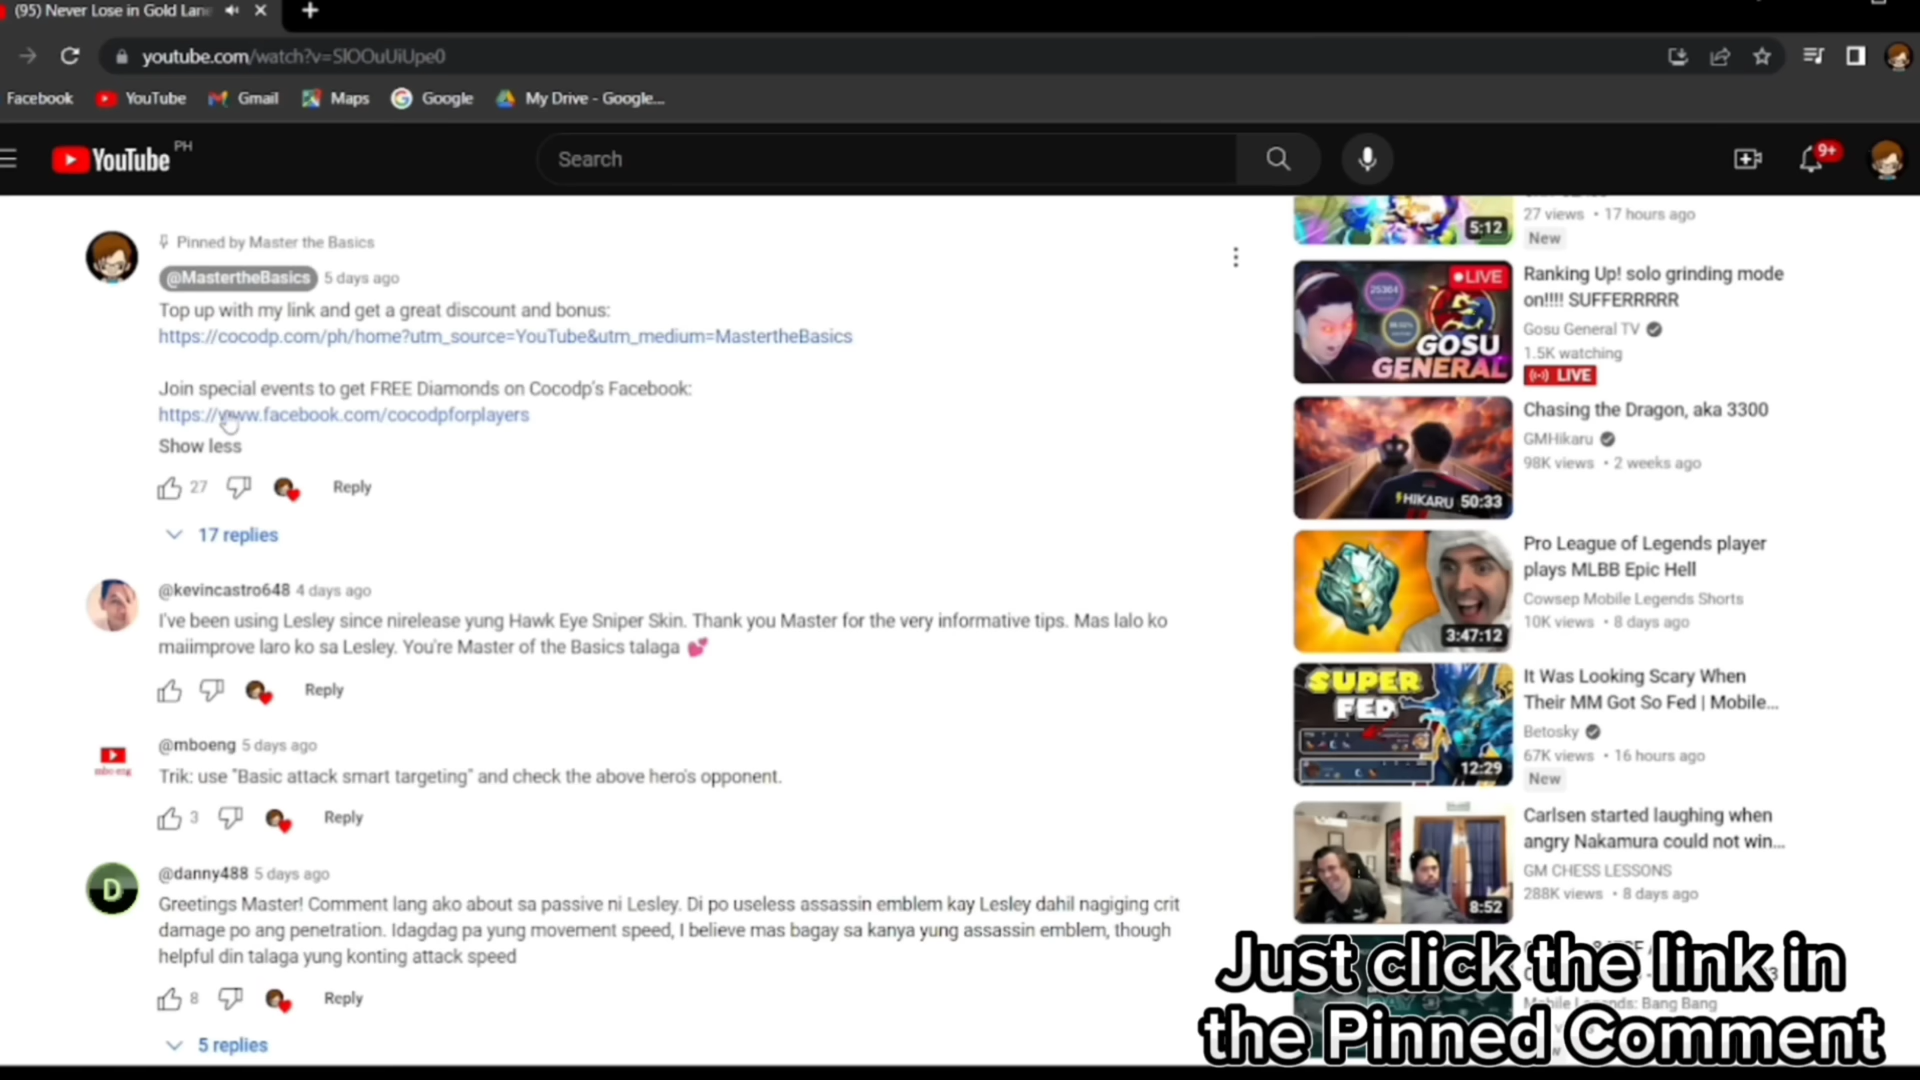 (95) Never Lose in Gold Lan
youtube.com/watch?v=SlOOuUiUpe0
Facebook YouTube Gmail Maps Google My Drive - Google...
YouTube PH
Search
9+
Pinned by Master the Basics
@MastertheBasics 5 days ago
Top up with my link and get a great discount and bonus:
https://cocodp.com/ph/home?utm_source=YouTube&utm_medium=MastertheBasics
Join special events to get FREE Diamonds on Cocodp's Facebook:
https://www.facebook.com/cocodpforplayers
Show less
27 Reply
17 replies
@kevincastro648 4 days ago
I've been using Lesley since nirelease yung Hawk Eye Sniper Skin. Thank you Master for the very informative tips. Mas lalo ko
maiimprove laro ko sa Lesley. You're Master of the Basics talaga 💕
Reply
mbo eng
@mboeng 5 days ago
Trik: use "Basic attack smart targeting" and check the above hero's opponent.
3 Reply
D
@danny488 5 days ago
Greetings Master! Comment lang ako about sa passive ni Lesley. Di po useless assassin emblem kay Lesley dahil nagiging crit
damage po ang penetration. Idagdag pa yung movement speed, I believe mas bagay sa kanya yung assassin emblem, though
helpful din talaga yung konting attack speed
8 Reply
5 replies
5:12
27 views • 17 hours ago
New
LIVE
GOSU
GENERAL
Ranking Up! solo grinding mode
on!!!! SUFFERRRRR
Gosu General TV
1.5K watching
LIVE
HIKARU 50:33
Chasing the Dragon, aka 3300
GMHikaru
98K views • 2 weeks ago
3:47:12
Pro League of Legends player
plays MLBB Epic Hell
Cowsep Mobile Legends Shorts
10K views • 8 days ago
SUPER
FED
12:29
It Was Looking Scary When
Their MM Got So Fed | Mobile...
Betosky
67K views • 16 hours ago
New
8:52
Carlsen started laughing when
angry Nakamura could not win...
GM CHESS LESSONS
288K views • 8 days ago
Mobile Legends: Bang Bang
Just click the link in
the Pinned Comment